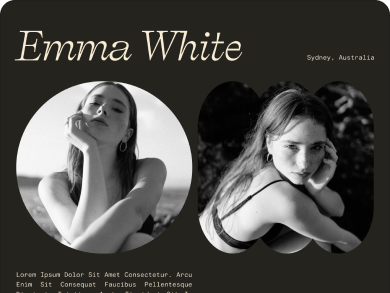 Emma White
Sydney, Australia
Lorem Ipsum Dolor Sit Amet Consectetur. Arcu
Enim Sit Consequat Faucibus Pellentesque